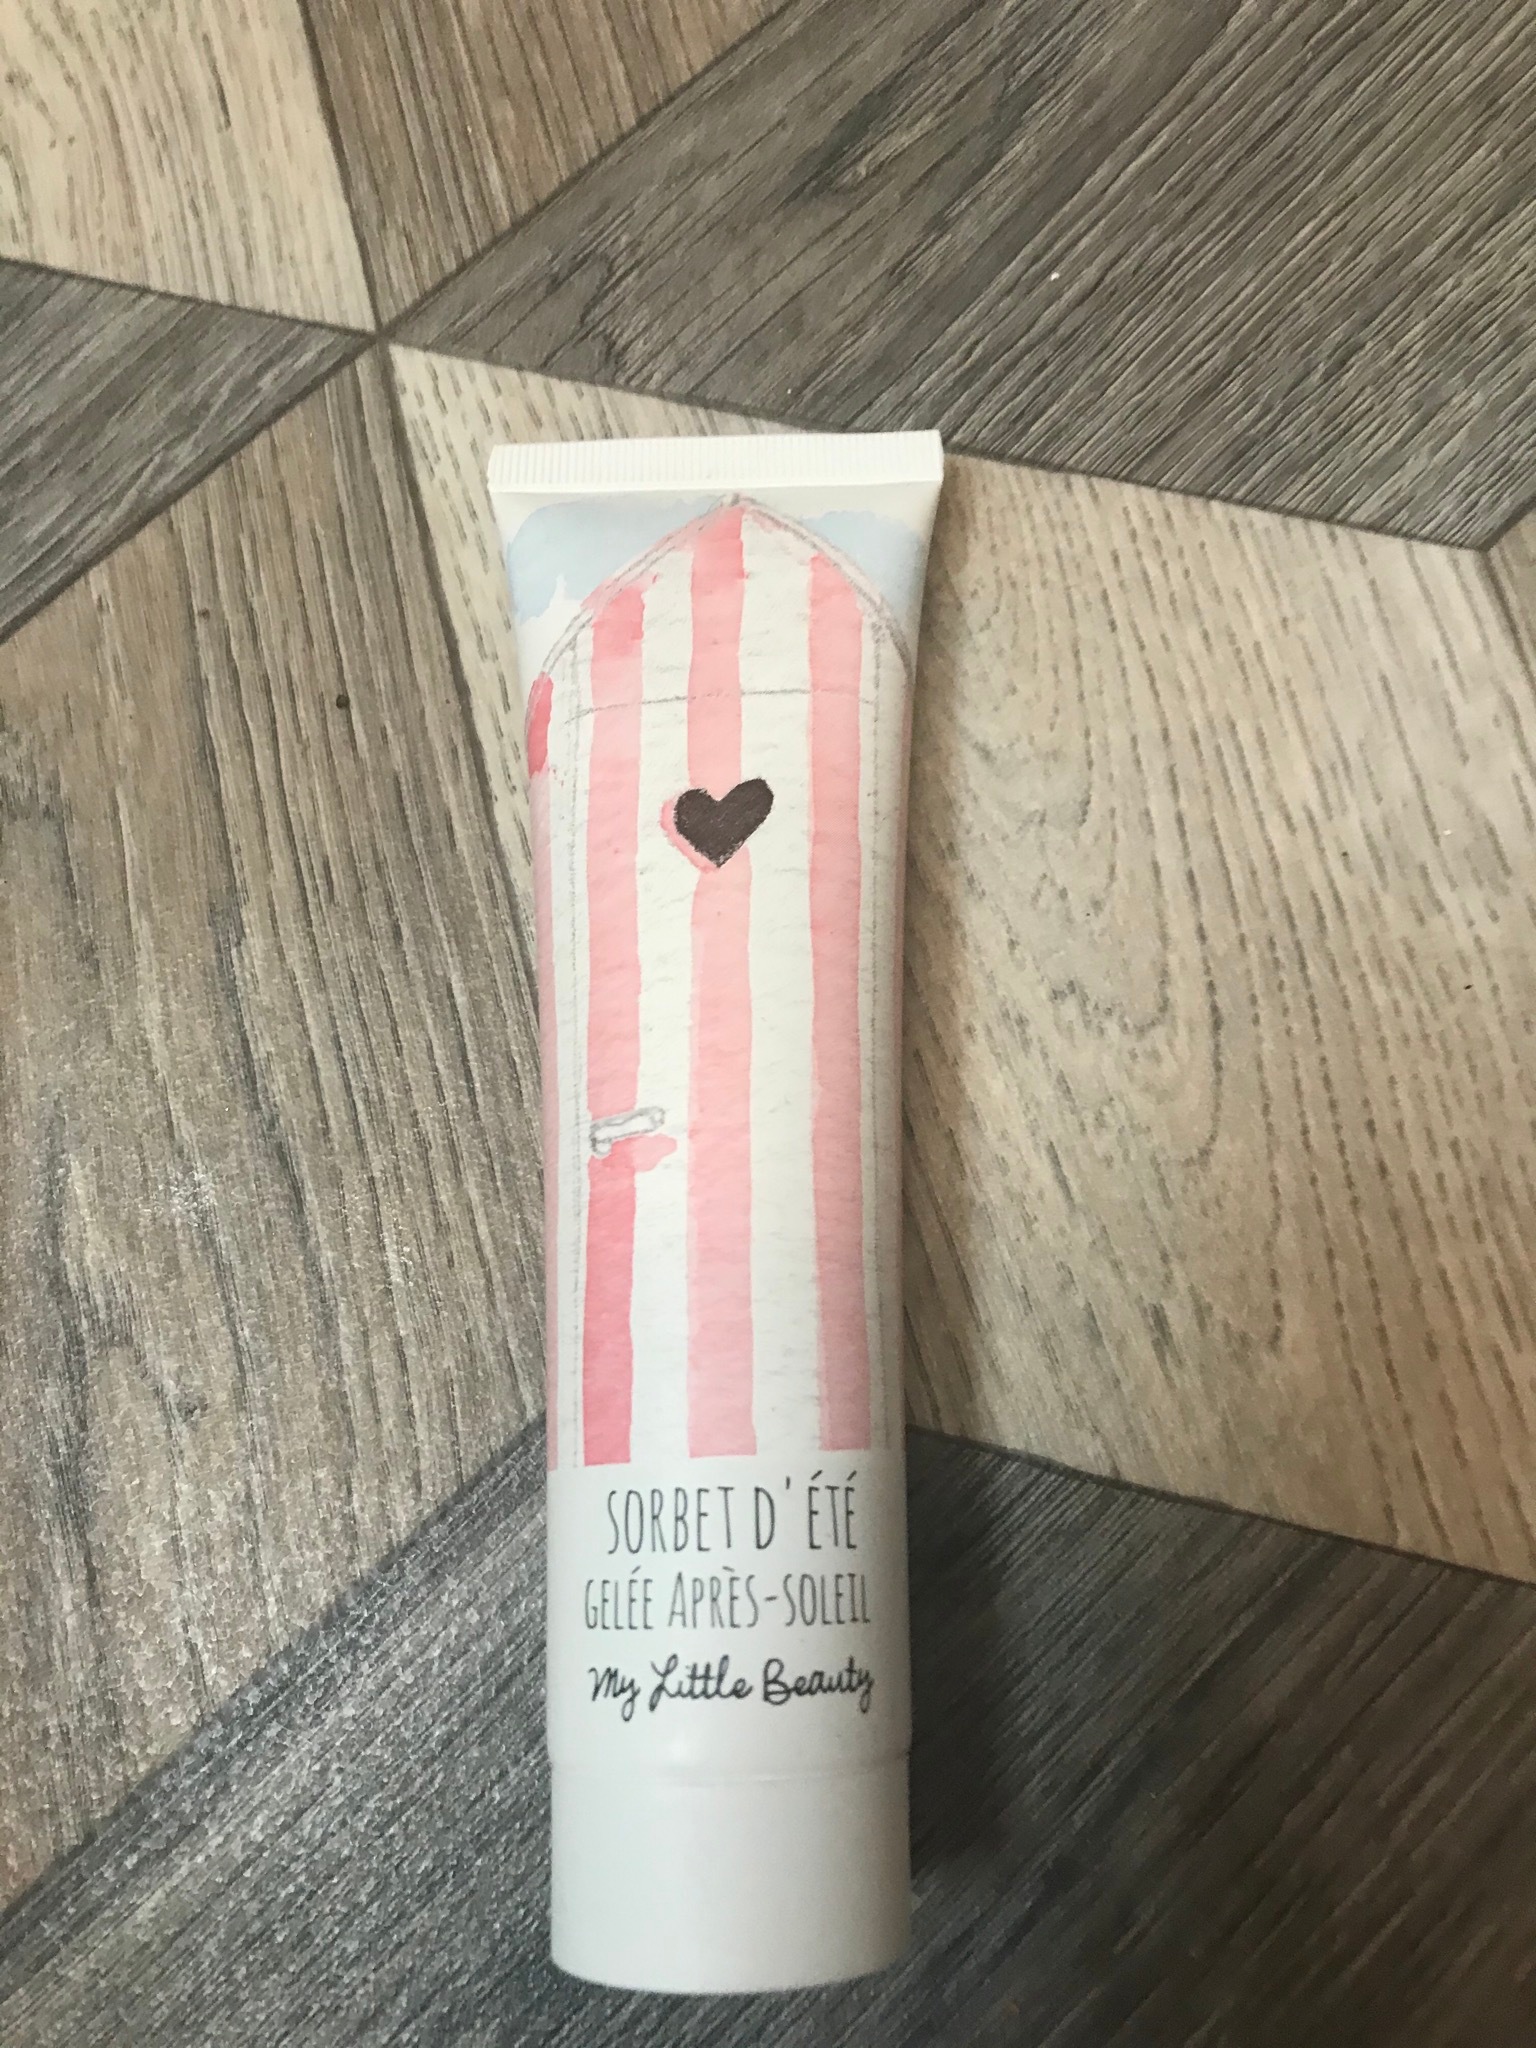 SORBET D'ÉTÉ
GELÉE APRÈS-SOLEIL
My Little Beauty